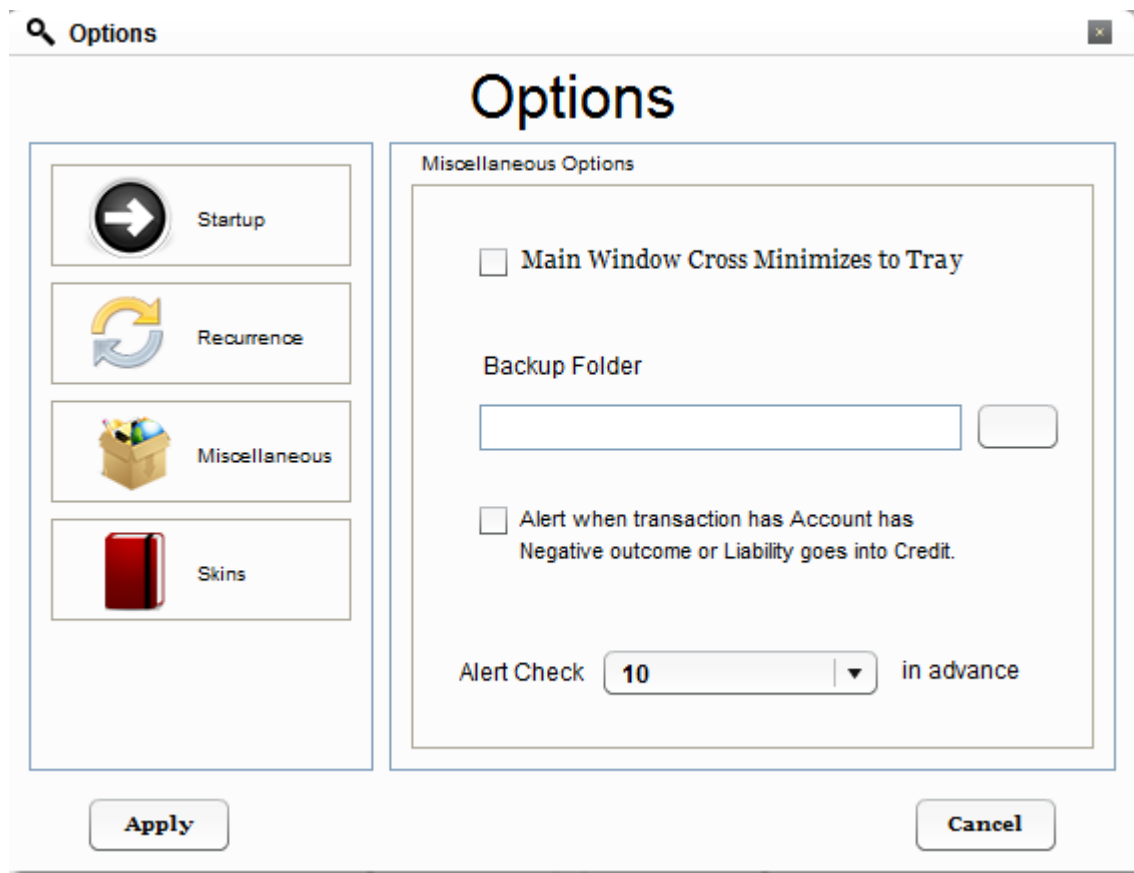 Options
Options
Startup
Recurrence
Miscellaneous
Skins
Miscellaneous Options
Main Window Cross Minimizes to Tray
Backup Folder
Alert when transaction has Account has
Negative outcome or Liability goes into Credit.
Alert Check 10 in advance
Apply
Cancel